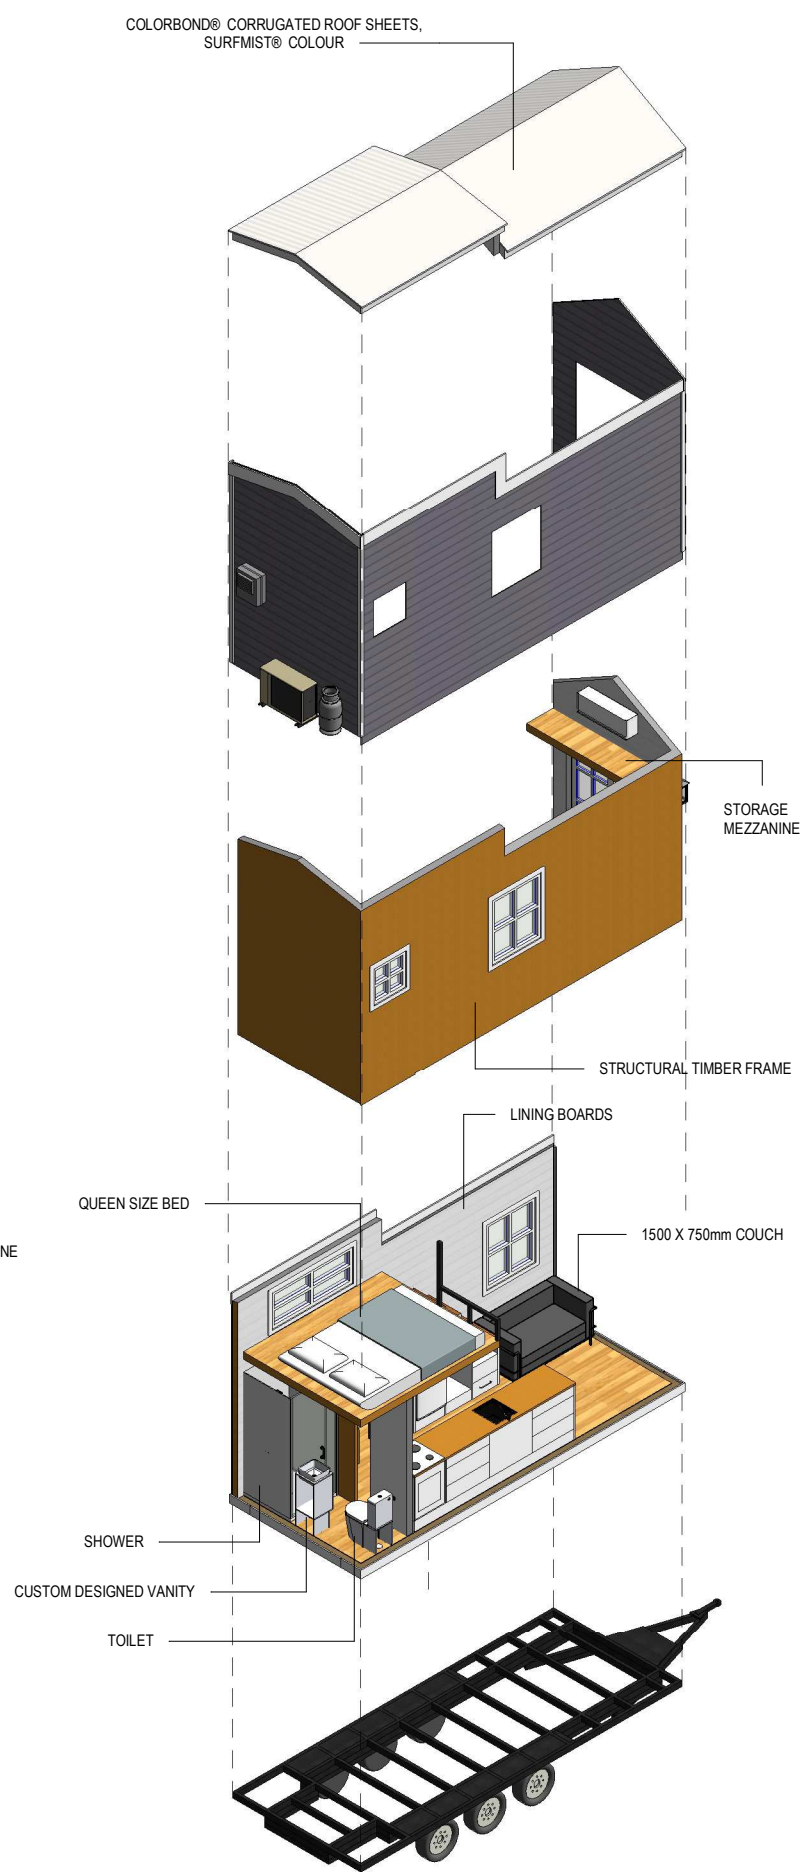 COLORBOND® CORRUGATED ROOF SHEETS,
SURFMIST® COLOUR
STORAGE
MEZZANINE
STRUCTURAL TIMBER FRAME
LINING BOARDS
QUEEN SIZE BED
1500 X 750mm COUCH
NE
SHOWER
CUSTOM DESIGNED VANITY
TOILET